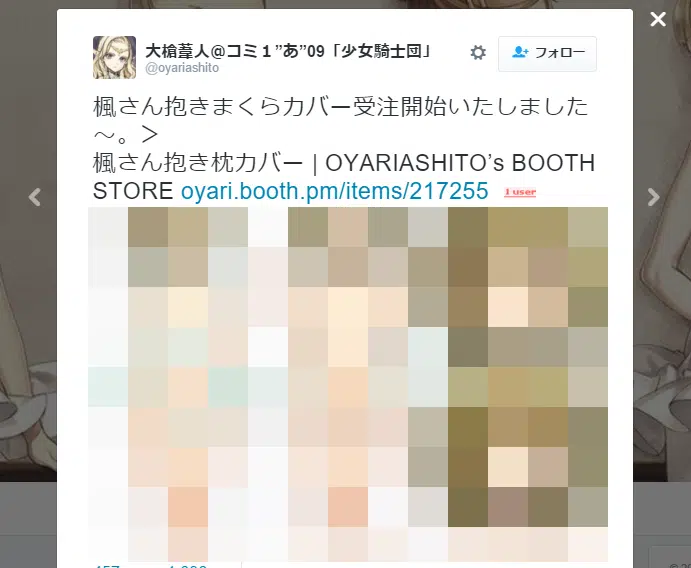 大槍葦人@コミ１”あ”09「少女騎士団」
フォロー
@oyariashito
楓さん抱きまくらカバー受注開始いたしました
～。＞
楓さん抱き枕カバー | OYARIASHITO’s BOOTH
STORE oyari.booth.pm/items/217255 1 user